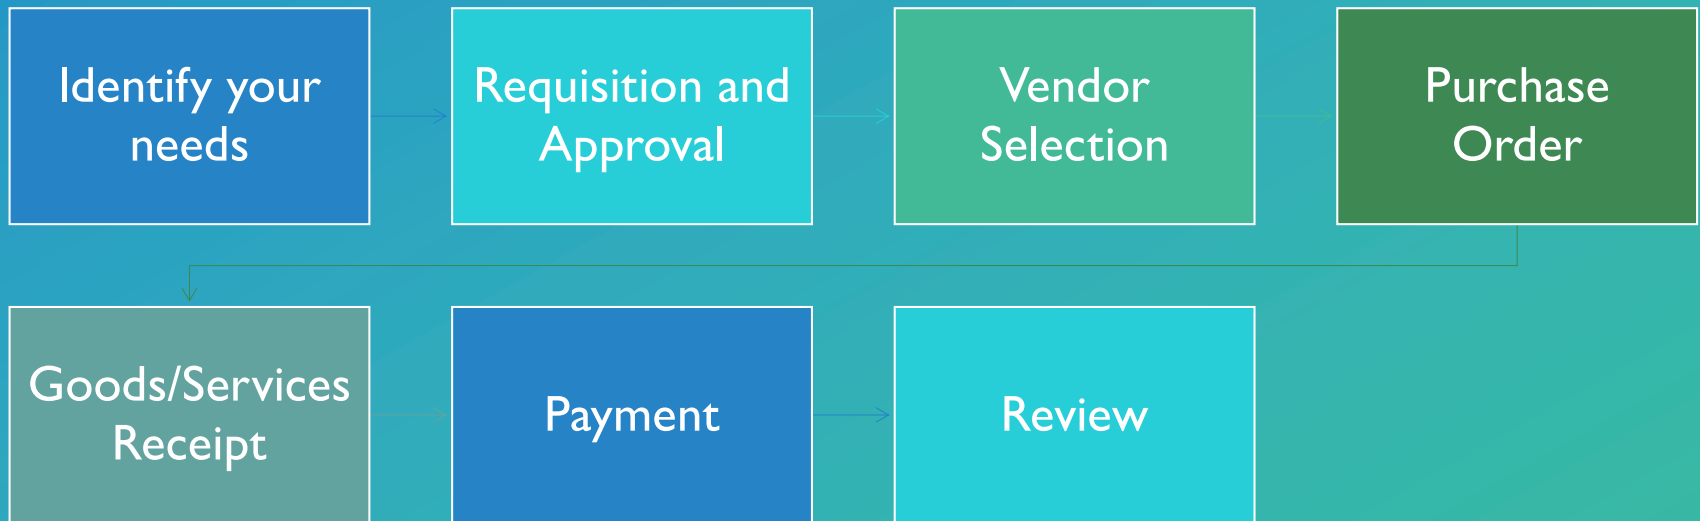 Identify your
needs
Requisition and
Approval
Vendor
Selection
Purchase
Order
Goods/Services
Receipt
Payment
Review